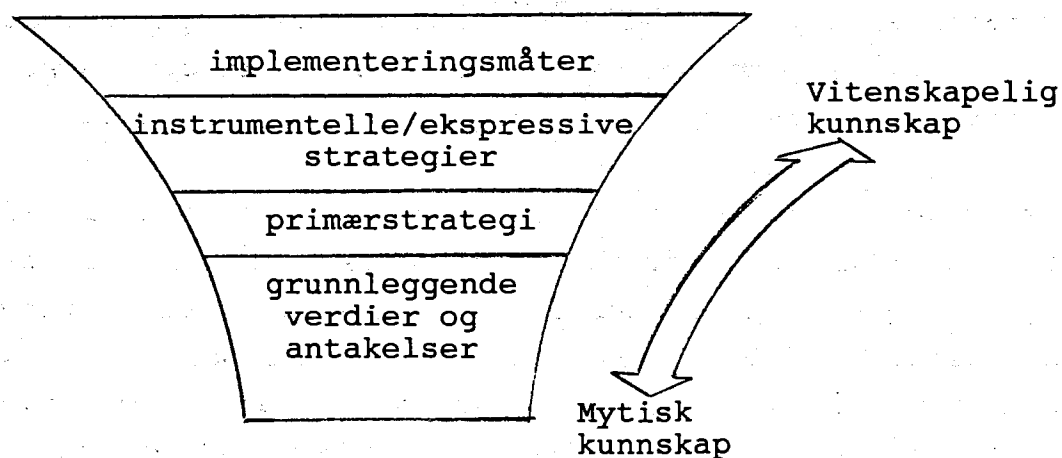 implementeringsmåter
instrumentelle/ekspressive
strategier
primærstrategi
grunnleggende
verdier og
antakelser
Vitenskapelig
kunnskap
Mytisk
kunnskap